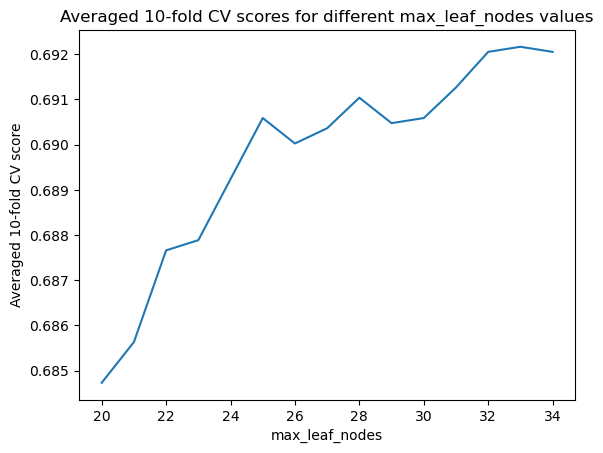 Averaged 10-fold CV scores for different max_leaf_nodes values
0.692
0.691
0.690
0.689
0.688
0.687
0.686
0.685
Averaged 10-fold CV score
20 22 24 26 28 30 32 34
max_leaf_nodes